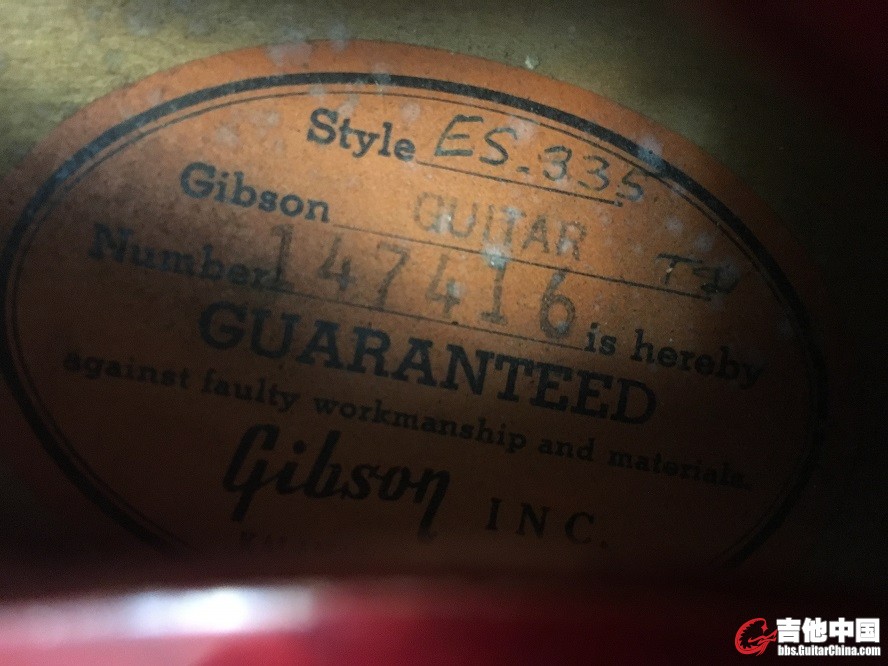 Style ES.335
Gibson GUITAR
Number 147416 is hereby
GUARANTEED
against faulty workmanship and materials.
Gibson INC.
吉他中国
bbs.GuitarChina.com